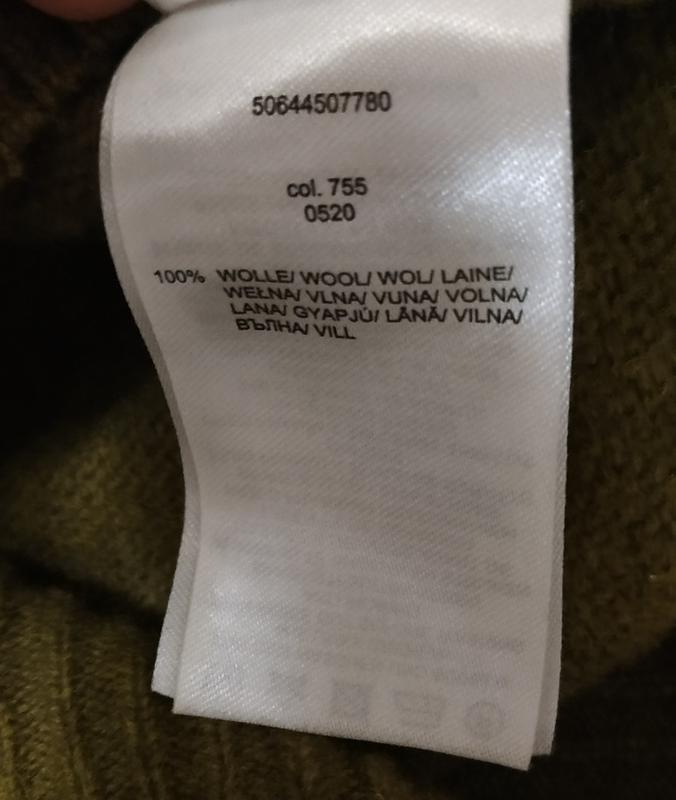 50644507780
col. 755
0520
100% WOLLE/ WOOL/ WOL/ LAINE/
WEŁNA/ VLNA/ VUNA/ VOLNA/
LANA/ GYAPJÚ/ LÂNĂ/ VILNA/
ВЪЛНА/ VILL